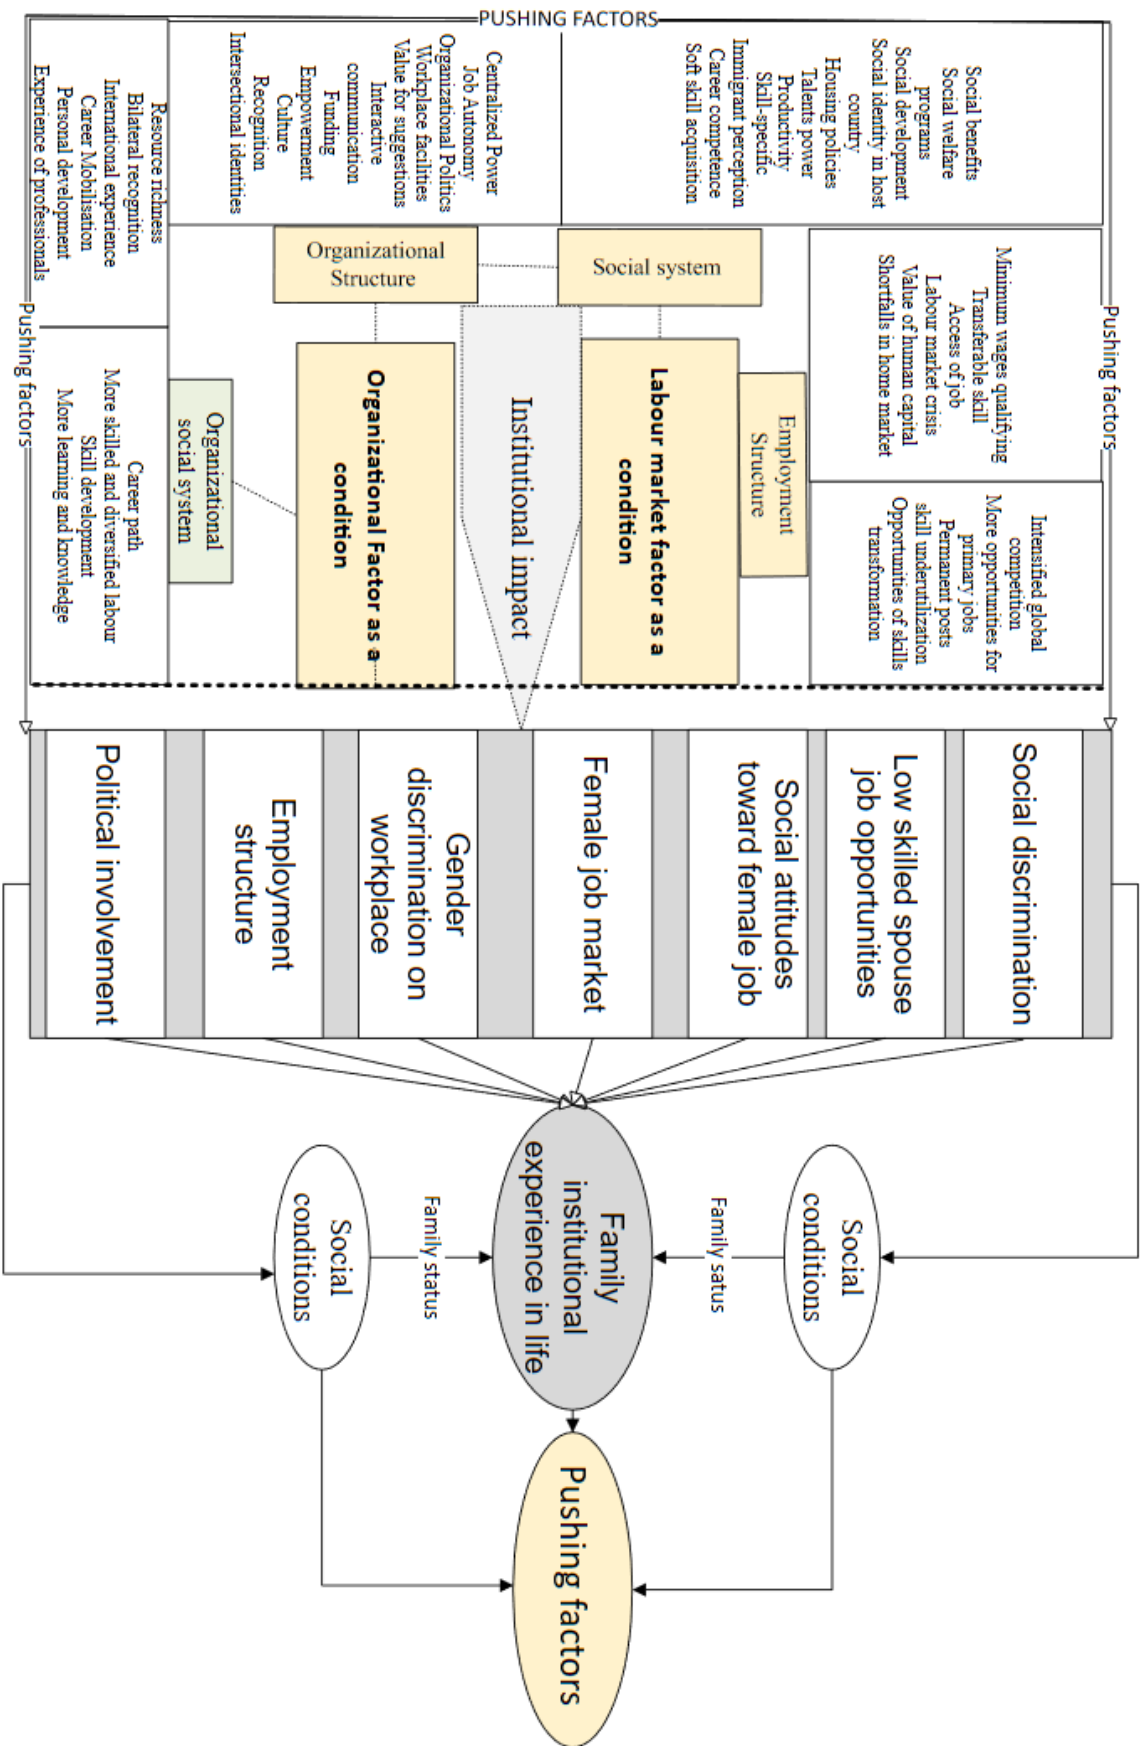 PUSHING FACTORS
Pushing factors
Pushing factors
Social benefits
Social welfare
programs
Social development
Social identity in host
country
Housing policies
Talents power
Productivity
Skill-specific
Immigrant perception
Career competence
Soft skill acquisition
Centralized Power
Job Autonomy
Organizational Politics
Workplace facilities
Value for suggestions
Interactive
communication
Funding
Empowerment
Culture
Recognition
Intersectional identities
Resource richness
Bilateral recognition
International experience
Career Mobilisation
Personal development
Experience of professionals
Minimum wages qualifying
Transferable skill
Access of job
Labour market crisis
Value of human capital
Shortfalls in home market
Intensified global
competition
More opportunities for
primary jobs
Permanent posts
skill underutilization
Opportunities of skills
transformation
Social system
Organizational
Structure
Employment
Structure
Labour market factor as a
condition
Institutional impact
Organizational Factor as a
condition
Organizational
social system
Career path
More skilled and diversified labour
Skill development
More learning and knowledge
Social discrimination
Low skilled spouse
job opportunities
Social attitudes
toward female job
Female job market
Gender
discrimination on
workplace
Employment
structure
Political involvement
Social
conditions
Family satus
Family
institutional
experience in life
Family status
Social
conditions
Pushing factors